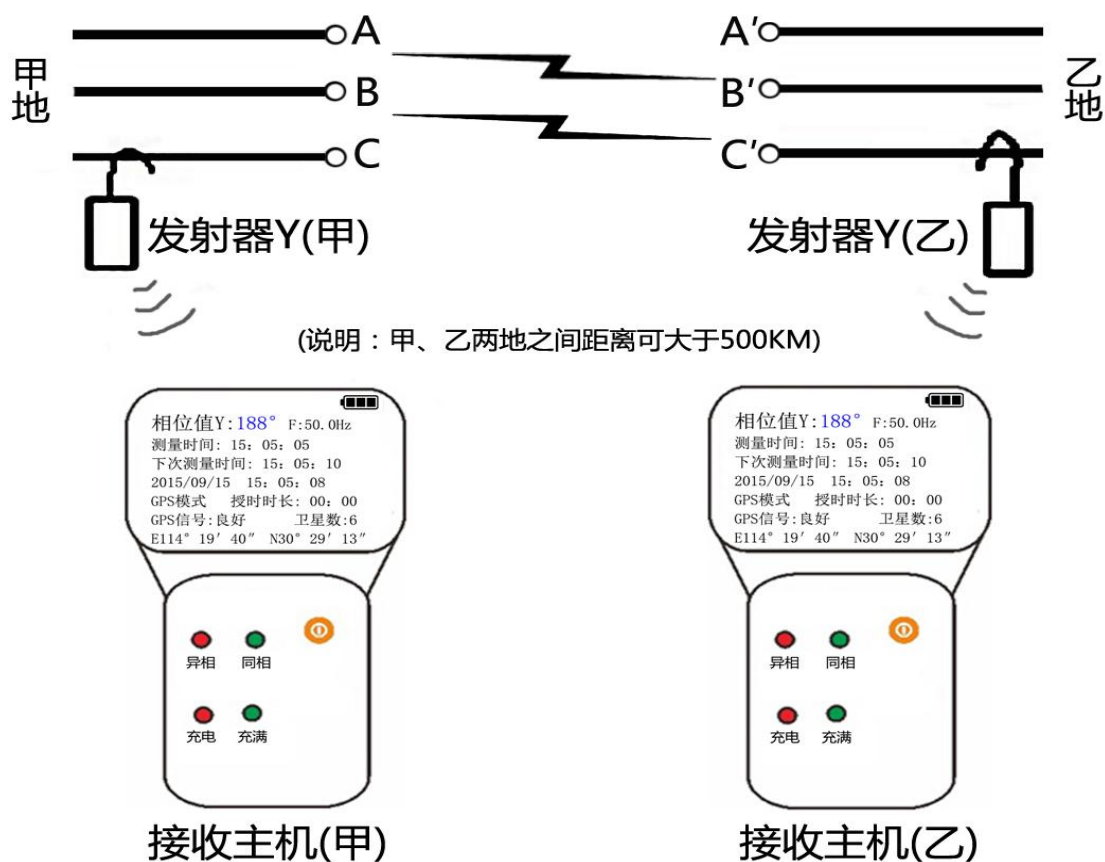 甲地
A
B
C
A′
B′
C′
乙地
发射器Y(甲)
发射器Y(乙)
(说明：甲、乙两地之间距离可大于500KM)
相位值Y:188° F:50.0Hz
测量时间: 15: 05: 05
下次测量时间: 15: 05: 10
2015/09/15 15: 05: 08
GPS模式 授时时长: 00: 00
GPS信号:良好 卫星数:6
E114° 19′ 40″ N30° 29′ 13″
异相 同相
充电 充满
接收主机(甲)
相位值Y:188° F:50.0Hz
测量时间: 15: 05: 05
下次测量时间: 15: 05: 10
2015/09/15 15: 05: 08
GPS模式 授时时长: 00: 00
GPS信号:良好 卫星数:6
E114° 19′ 40″ N30° 29′ 13″
异相 同相
充电 充满
接收主机(乙)